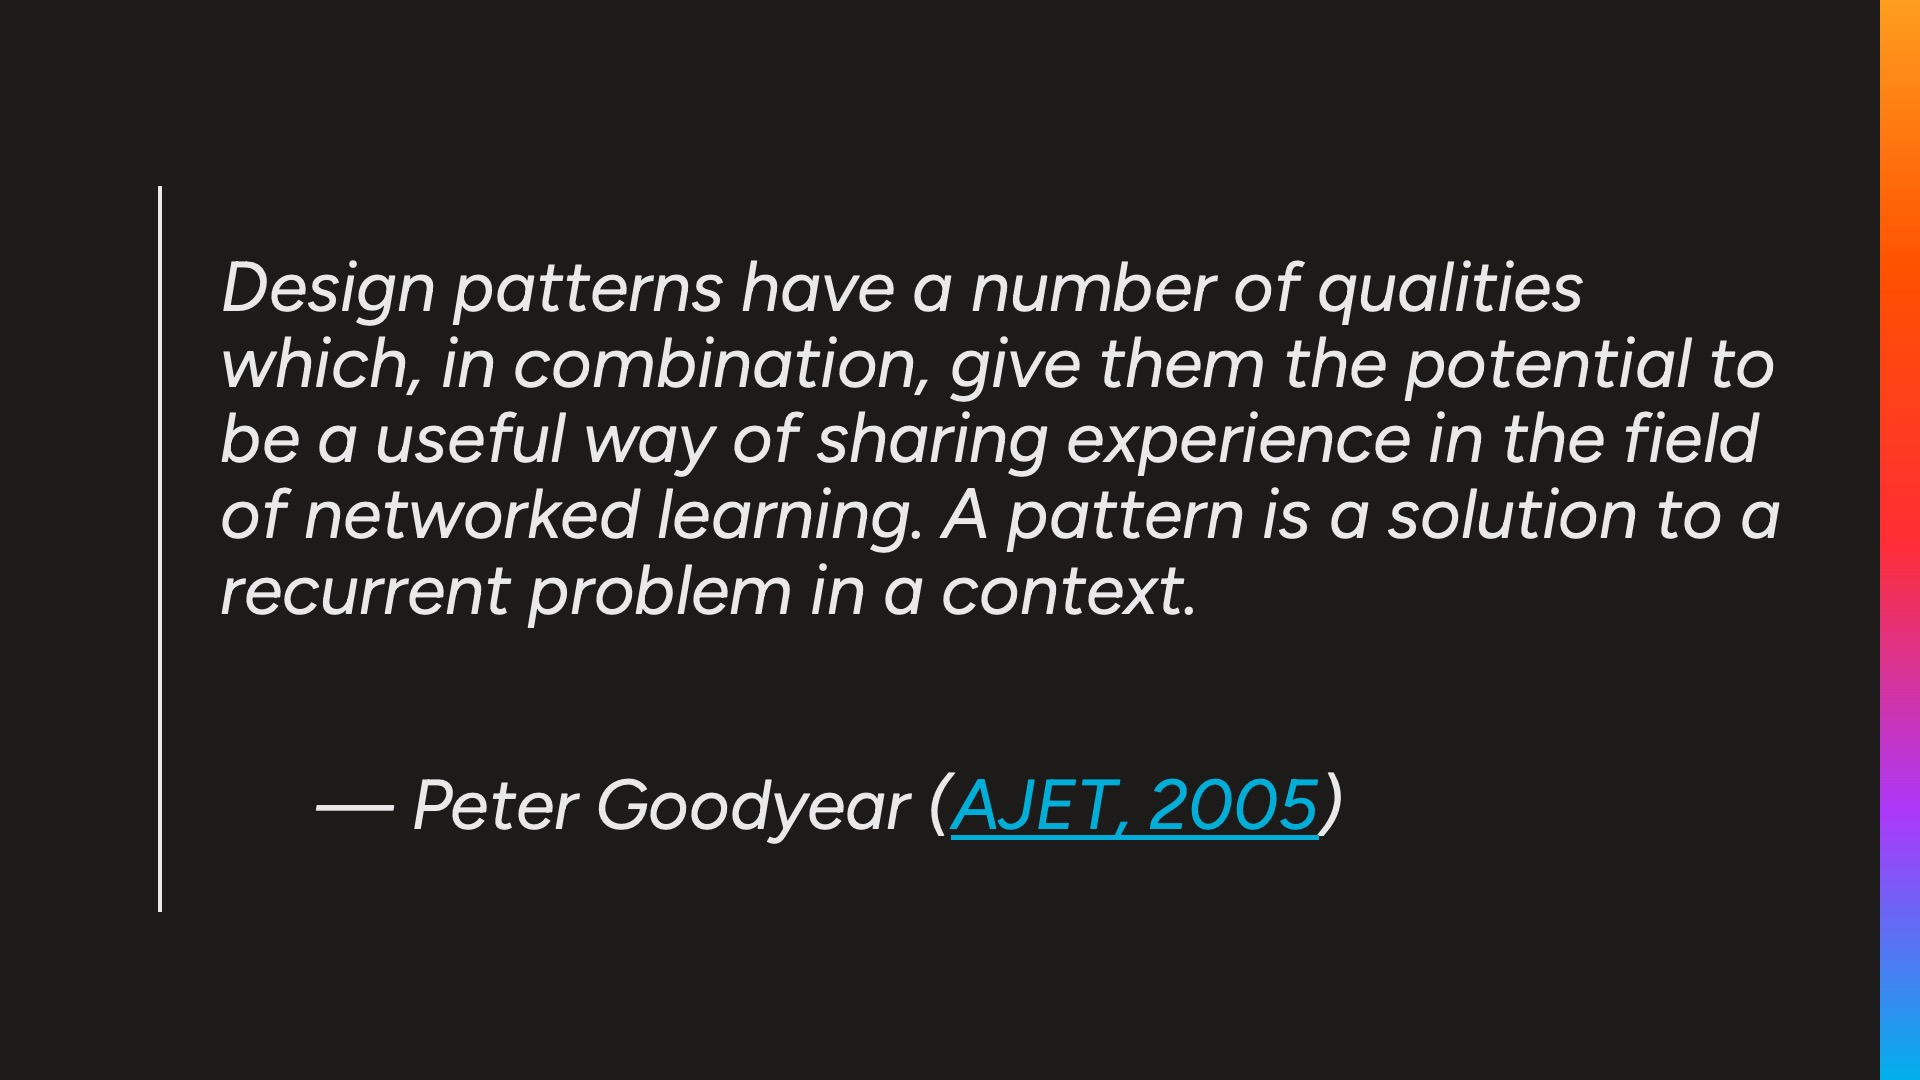 Design patterns have a number of qualities
which, in combination, give them the potential to
be a useful way of sharing experience in the field
of networked learning. A pattern is a solution to a
recurrent problem in a context.
— Peter Goodyear (AJET, 2005)